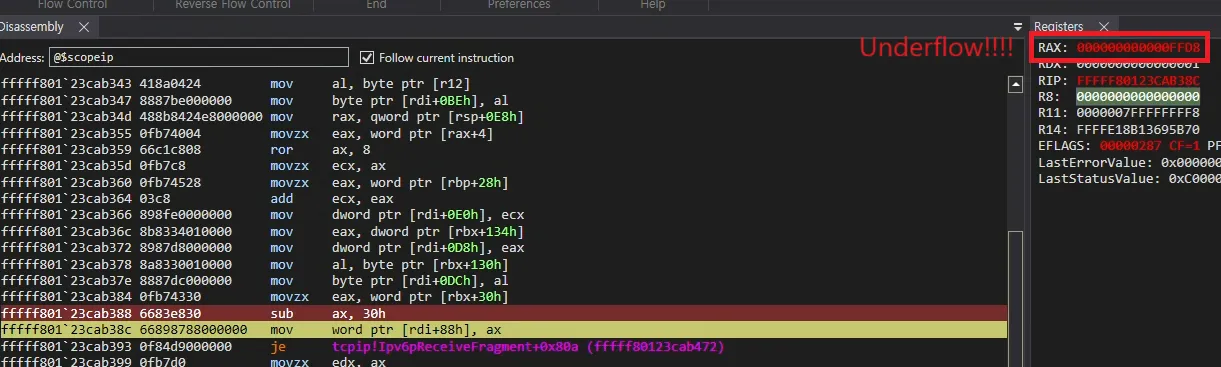 Flow Control Reverse Flow Control End Preferences Help
Disassembly X Registers X
Address: @$scopeip Follow current instruction
Underflow!!!!
fffff801`23cab343 418a0424 mov al, byte ptr [r12]
fffff801`23cab347 8887be000000 mov byte ptr [rdi+0BEh], al
fffff801`23cab34d 488b8424e8000000 mov rax, qword ptr [rsp+0E8h]
fffff801`23cab355 0fb74004 movzx eax, word ptr [rax+4]
fffff801`23cab359 66c1c808 ror ax, 8
fffff801`23cab35d 0fb7c8 movzx ecx, ax
fffff801`23cab360 0fb74528 movzx eax, word ptr [rbp+28h]
fffff801`23cab364 03c8 add ecx, eax
fffff801`23cab366 898fe0000000 mov dword ptr [rdi+0E0h], ecx
fffff801`23cab36c 8b8334010000 mov eax, dword ptr [rbx+134h]
fffff801`23cab372 8987d8000000 mov dword ptr [rdi+0D8h], eax
fffff801`23cab378 8a8330010000 mov al, byte ptr [rbx+130h]
fffff801`23cab37e 8887dc000000 mov byte ptr [rdi+0DCh], al
fffff801`23cab384 0fb74330 movzx eax, word ptr [rbx+30h]
fffff801`23cab388 6683e830 sub ax, 30h
fffff801`23cab38c 66898788000000 mov word ptr [rdi+88h], ax
fffff801`23cab393 0f84d9000000 je tcpip!Ipv6pReceiveFragment+0x80a (fffff80123cab472)
fffff801`23cab399 0fb7d0 movzx edx, ax
RAX: 000000000000FFD8
RDX: 0000000000000001
RIP: FFFFF80123CAB38C
R8: 0000000000000000
R11: 0000007FFFFFFFF8
R14: FFFFE18B13695B70
EFLAGS: 00000287 CF=1 PF
LastErrorValue: 0x000000
LastStatusValue: 0xC0000